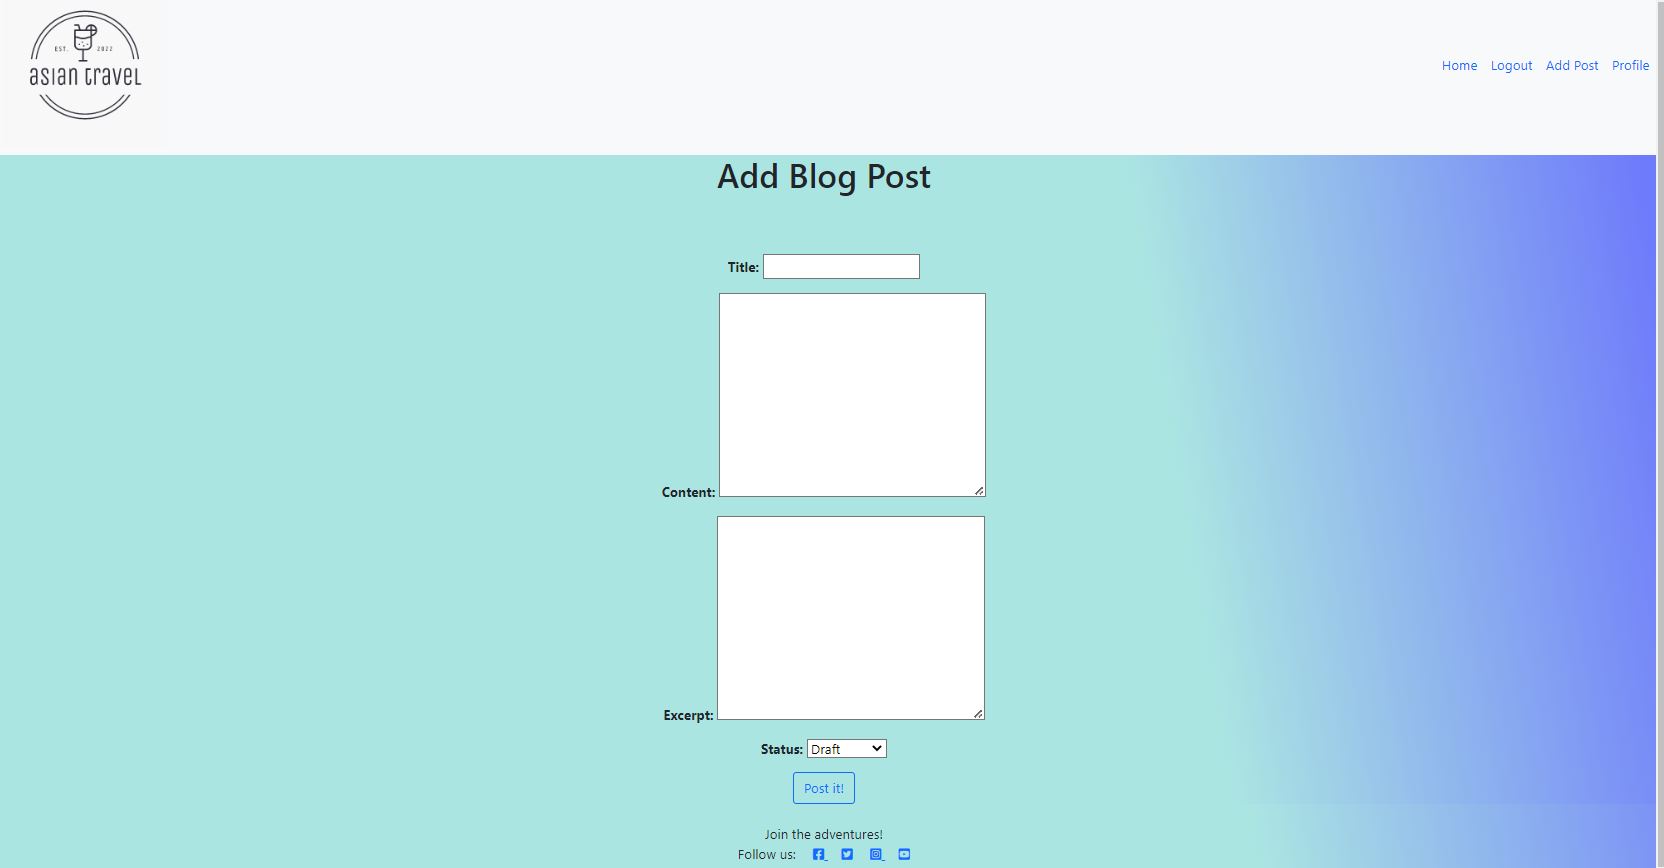 EST. 2022
asian travel
Home Logout Add Post Profile
Add Blog Post
Title:
Content:
Excerpt:
Status: Draft
Post it!
Join the adventures!
Follow us: